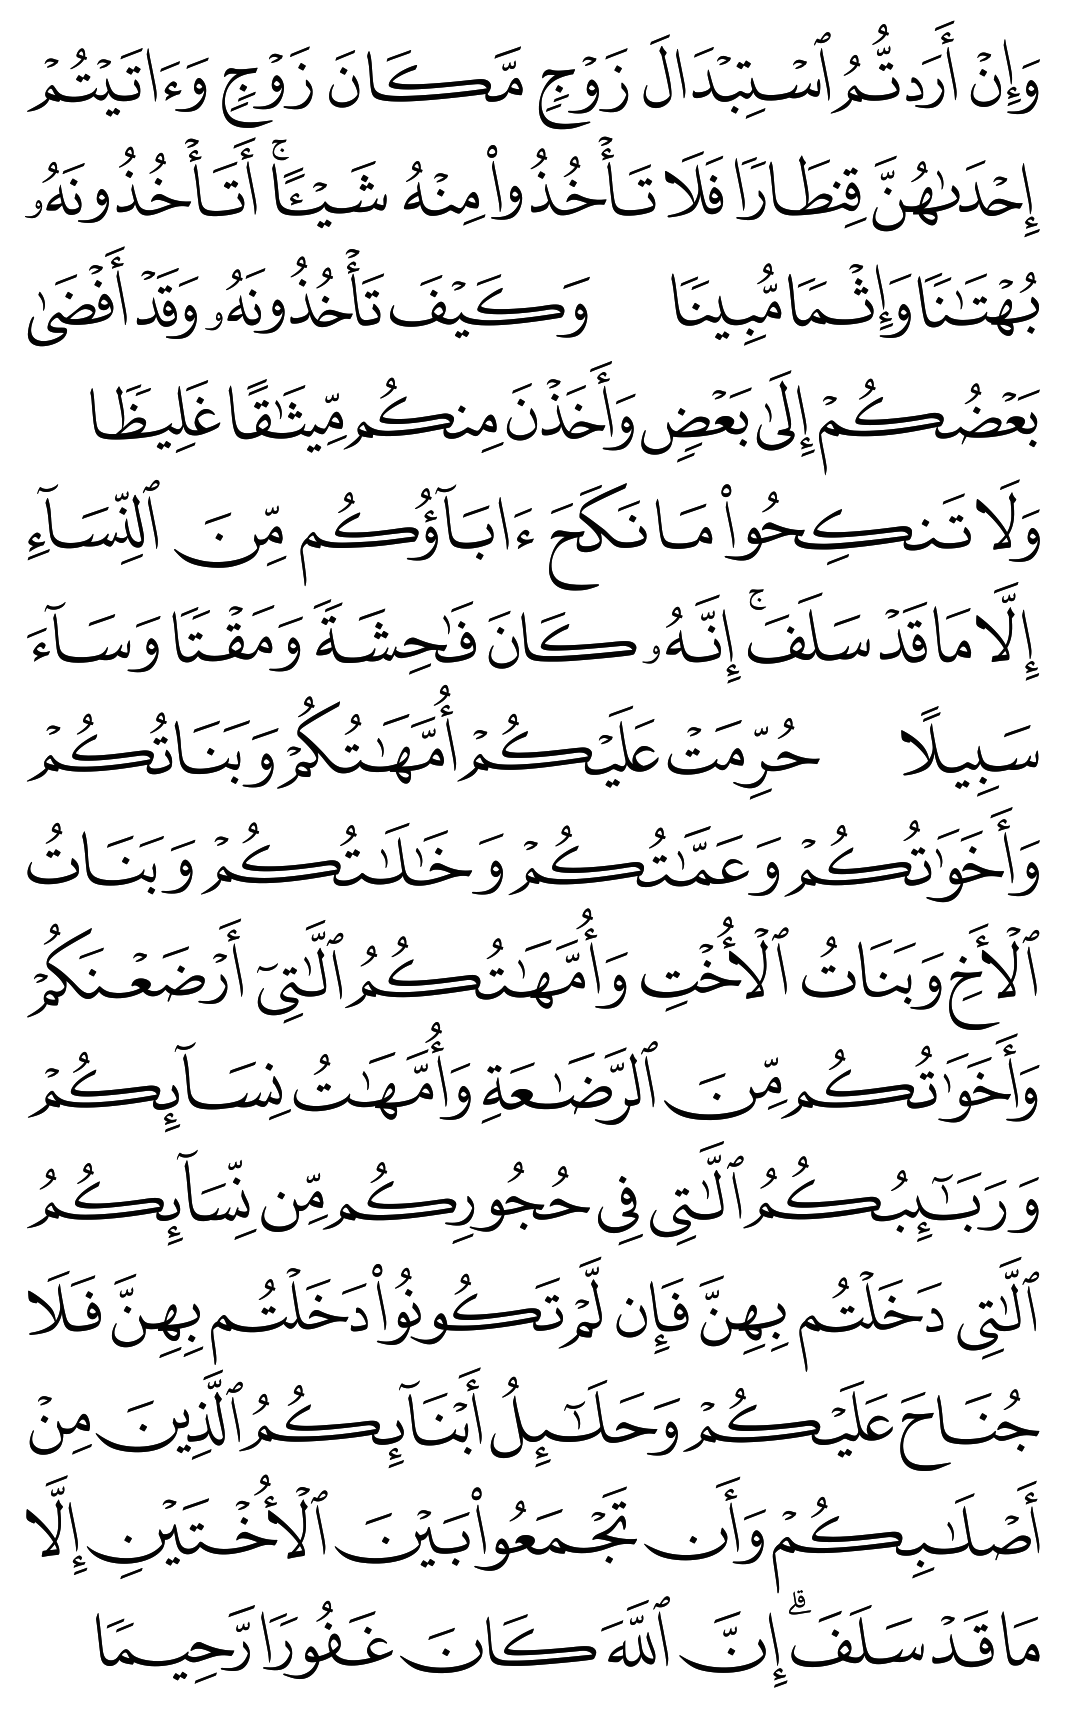 وَإِنْ أَرَدتُّمُ ٱسْتِبْدَالَ زَوْجٍ مَّكَانَ زَوْجٍ وَءَاتَيْتُمْ
إِحْدَىٰهُنَّ قِنطَارًا فَلَا تَأْخُذُوا۟ مِنْهُ شَيْـًٔا ۚ أَتَأْخُذُونَهُۥ
بُهْتَـٰنًا وَإِثْمًا مُّبِينًا وَكَيْفَ تَأْخُذُونَهُۥ وَقَدْ أَفْضَىٰ
بَعْضُكُمْ إِلَىٰ بَعْضٍ وَأَخَذْنَ مِنكُم مِّيثَـٰقًا غَلِيظًا
وَلَا تَنكِحُوا۟ مَا نَكَحَ ءَابَآؤُكُم مِّنَ ٱلنِّسَآءِ
إِلَّا مَا قَدْ سَلَفَ ۚ إِنَّهُۥ كَانَ فَـٰحِشَةً وَمَقْتًا وَسَآءَ
سَبِيلًا حُرِّمَتْ عَلَيْكُمْ أُمَّهَـٰتُكُمْ وَبَنَاتُكُمْ
وَأَخَوَٰتُكُمْ وَعَمَّـٰتُكُمْ وَخَـٰلَـٰتُكُمْ وَبَنَاتُ
ٱلْأَخِ وَبَنَاتُ ٱلْأُخْتِ وَأُمَّهَـٰتُكُمُ ٱلَّـٰتِىٓ أَرْضَعْنَكُمْ
وَأَخَوَٰتُكُم مِّنَ ٱلرَّضَـٰعَةِ وَأُمَّهَـٰتُ نِسَآئِكُمْ
وَرَبَـٰٓئِبُكُمُ ٱلَّـٰتِى فِى حُجُورِكُم مِّن نِّسَآئِكُمُ
ٱلَّـٰتِى دَخَلْتُم بِهِنَّ فَإِن لَّمْ تَكُونُوا۟ دَخَلْتُم بِهِنَّ فَلَا
جُنَاحَ عَلَيْكُمْ وَحَلَـٰٓئِلُ أَبْنَآئِكُمُ ٱلَّذِينَ مِنْ
أَصْلَـٰبِكُمْ وَأَن تَجْمَعُوا۟ بَيْنَ ٱلْأُخْتَيْنِ إِلَّا
مَا قَدْ سَلَفَ ۗ إِنَّ ٱللَّهَ كَانَ غَفُورًا رَّحِيمًا